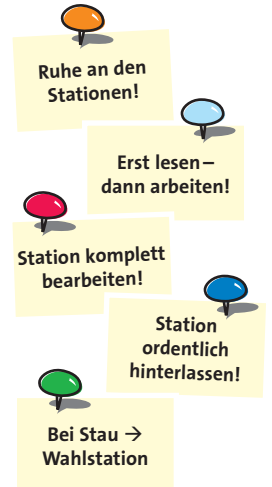 Ruhe an den
Stationen!
Erst lesen –
dann arbeiten!
Station komplett
bearbeiten!
Station
ordentlich
hinterlassen!
Bei Stau →
Wahlstation